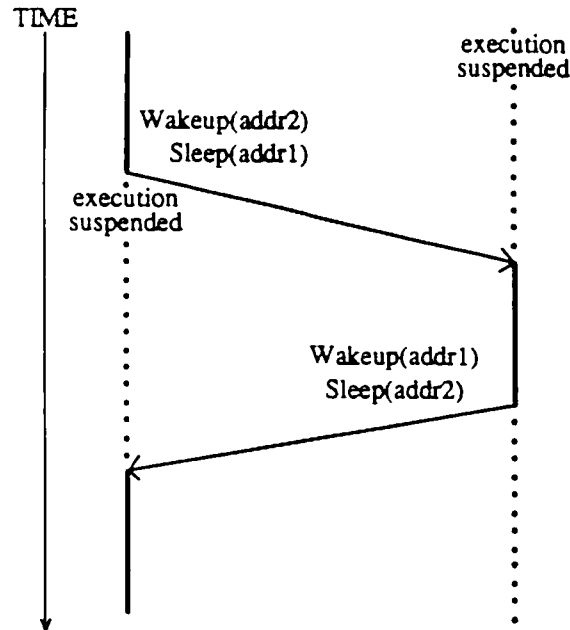 TIME
execution
suspended
Wakeup(addr2)
Sleep(addr1)
execution
suspended
Wakeup(addr1)
Sleep(addr2)